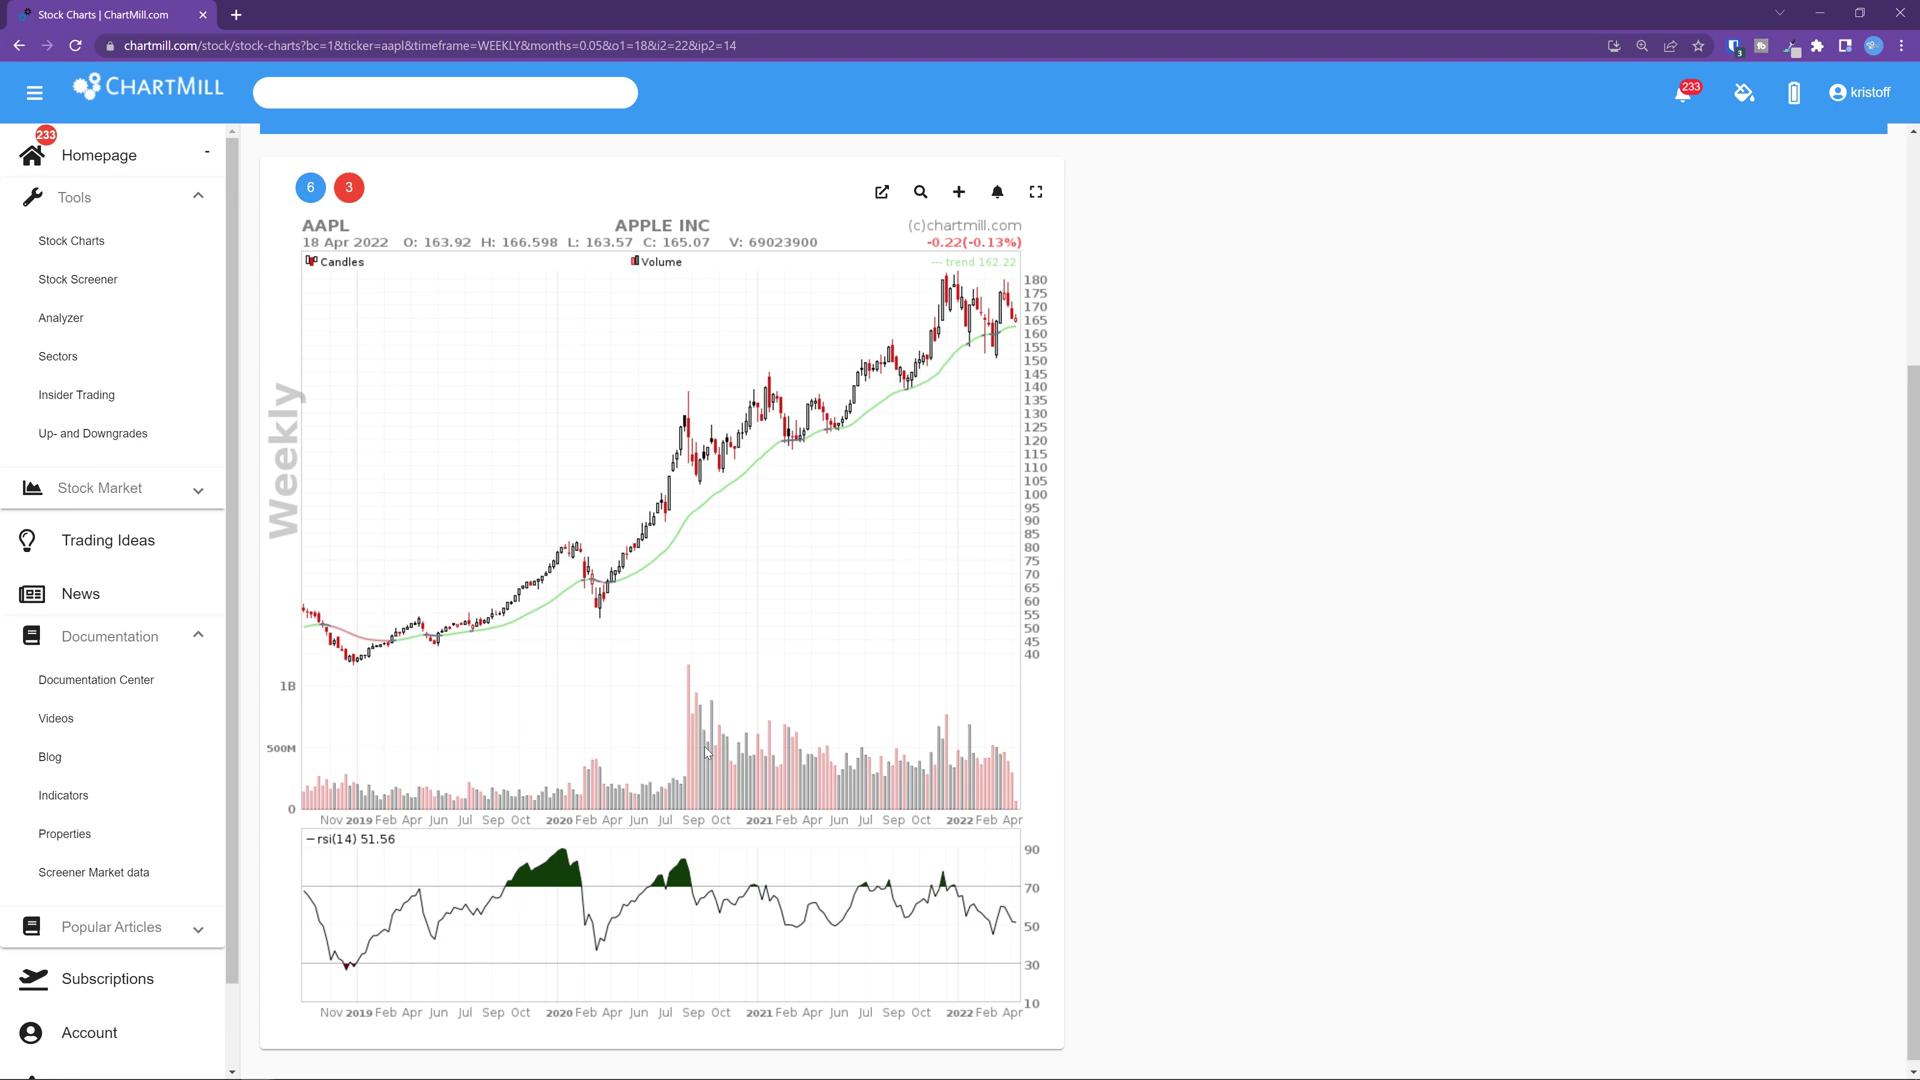 Stock Charts | ChartMill.com
chartmill.com/stock/stock-charts?bc=1&ticker=aapl&timeframe=WEEKLY&months=0.05&o1=18&i2=22&ip2=14
3
fb
CHARTMILL
233
kristoff
233
Homepage
-
Tools
Stock Charts
Stock Screener
Analyzer
Sectors
Insider Trading
Up- and Downgrades
Stock Market
Trading Ideas
News
Documentation
Documentation Center
Videos
Blog
Indicators
Properties
Screener Market data
Popular Articles
Subscriptions
Account
6 3
AAPL APPLE INC (c)chartmill.com
18 Apr 2022 O: 163.92 H: 166.598 L: 163.57 C: 165.07 V: 69023900 -0.22(-0.13%)
Candles Volume --- trend 162.22
Weekly
180
175
170
165
160
155
150
145
140
135
130
125
120
115
110
105
100
95
90
85
80
75
70
65
60
55
50
45
40
1B
500M
0
Nov 2019 Feb Apr Jun Jul Sep Oct 2020 Feb Apr Jun Jul Sep Oct 2021 Feb Apr Jun Jul Sep Oct 2022 Feb Apr
rsi(14) 51.56
90
70
50
30
10
Nov 2019 Feb Apr Jun Jul Sep Oct 2020 Feb Apr Jun Jul Sep Oct 2021 Feb Apr Jun Jul Sep Oct 2022 Feb Apr